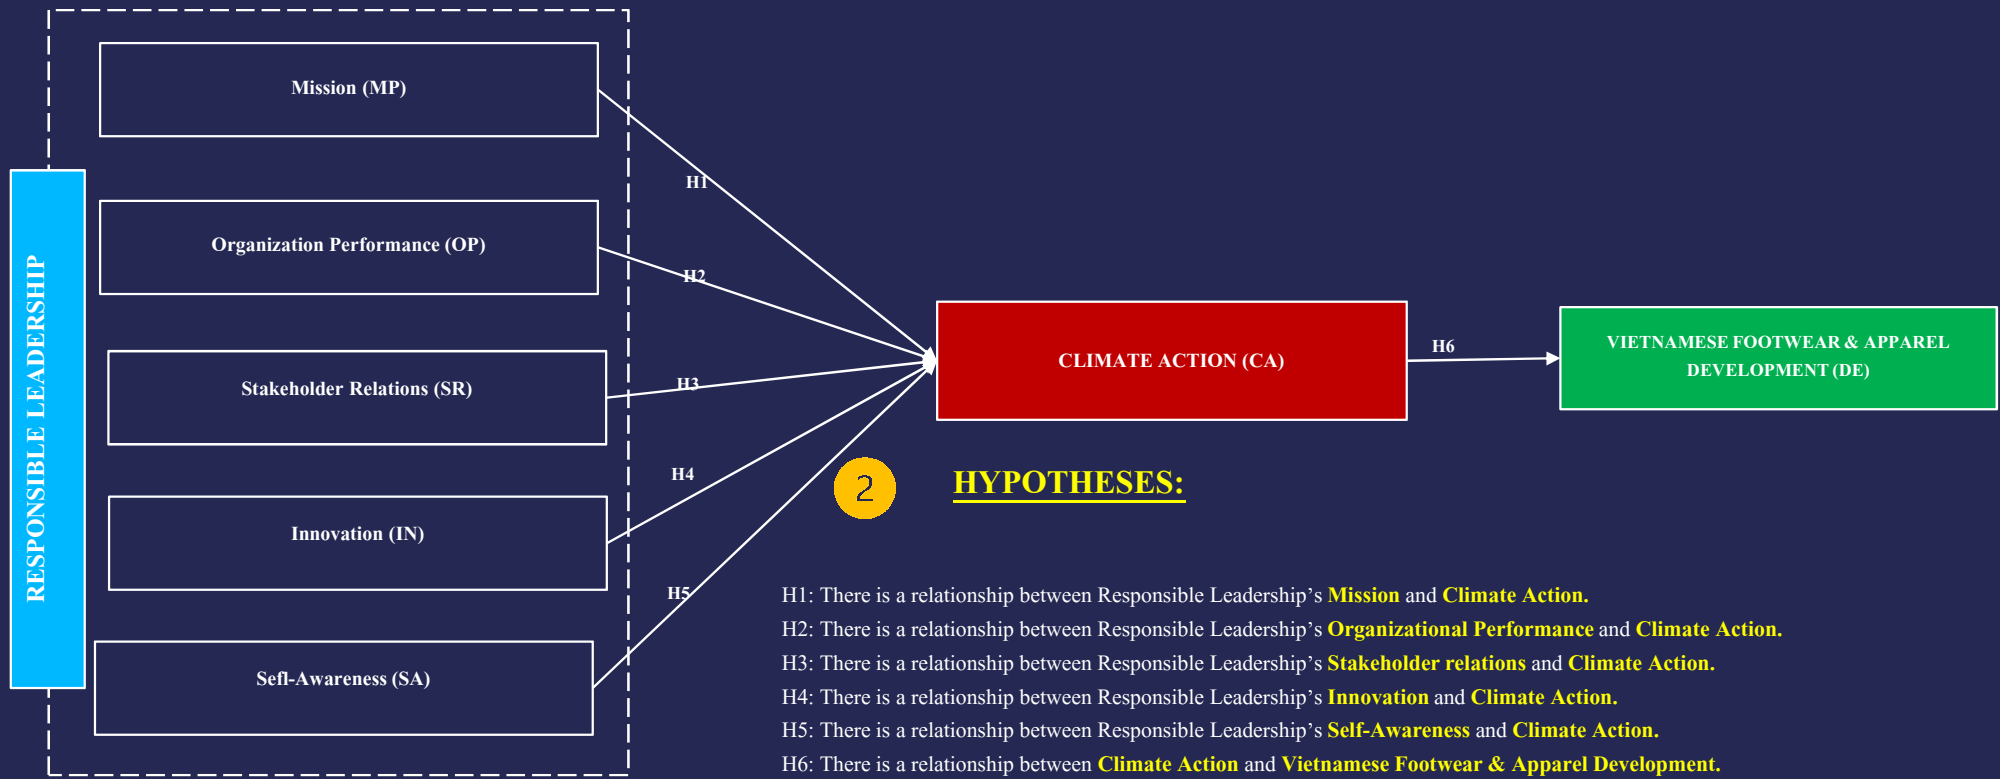 RESPONSIBLE LEADERSHIP
Mission (MP)
Organization Performance (OP)
Stakeholder Relations (SR)
Innovation (IN)
Sefl-Awareness (SA)
H1
H2
H3
H4
H5
CLIMATE ACTION (CA)
H6
VIETNAMESE FOOTWEAR & APPAREL
DEVELOPMENT (DE)
2
HYPOTHESES:
H1: There is a relationship between Responsible Leadership’s Mission and Climate Action.
H2: There is a relationship between Responsible Leadership’s Organizational Performance and Climate Action.
H3: There is a relationship between Responsible Leadership’s Stakeholder relations and Climate Action.
H4: There is a relationship between Responsible Leadership’s Innovation and Climate Action.
H5: There is a relationship between Responsible Leadership’s Self-Awareness and Climate Action.
H6: There is a relationship between Climate Action and Vietnamese Footwear & Apparel Development.